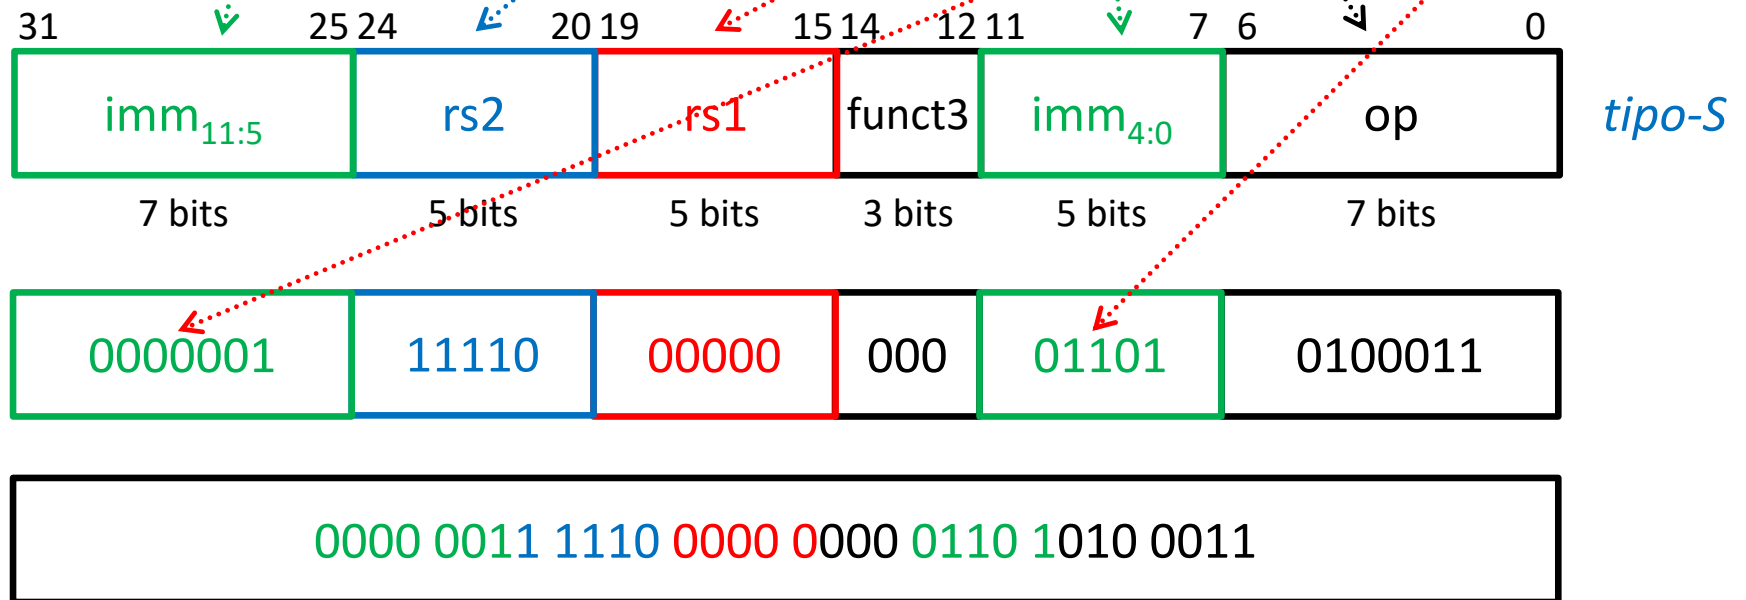 31 25 24 20 19 15 14 12 11 7 6 0
imm11:5 rs2 rs1 funct3 imm4:0 op tipo-S
7 bits 5 bits 5 bits 3 bits 5 bits 7 bits
0000001 11110 00000 000 01101 0100011
0000 0011 1110 0000 0000 0110 1010 0011